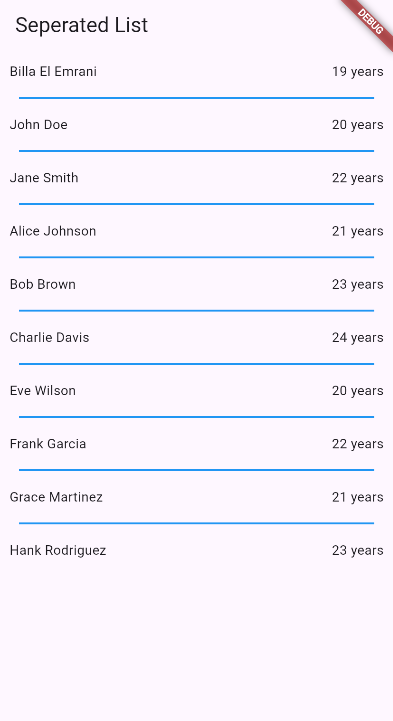 Seperated List
DEBUG
Billa El Emrani 19 years
John Doe 20 years
Jane Smith 22 years
Alice Johnson 21 years
Bob Brown 23 years
Charlie Davis 24 years
Eve Wilson 20 years
Frank Garcia 22 years
Grace Martinez 21 years
Hank Rodriguez 23 years